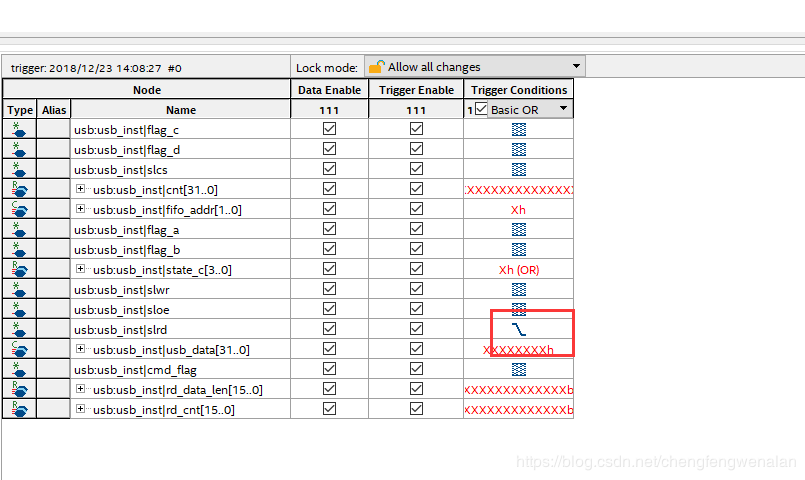 trigger: 2018/12/23 14:08:27 #0 Lock mode: Allow all changes
Node Data Enable Trigger Enable Trigger Conditions
Type Alias Name 111 111 1 Basic OR
* usb:usb_inst|flag_c
* usb:usb_inst|flag_d
* usb:usb_inst|slcs
R usb:usb_inst|cnt[31..0] XXXXXXXXXXXXXXX
C usb:usb_inst|fifo_addr[1..0] Xh
* usb:usb_inst|flag_a
* usb:usb_inst|flag_b
R usb:usb_inst|state_c[3..0] Xh (OR)
* usb:usb_inst|slwr
* usb:usb_inst|sloe
* usb:usb_inst|slrd
C usb:usb_inst|usb_data[31..0] XXXXXXXXh
* usb:usb_inst|cmd_flag
R usb:usb_inst|rd_data_len[15..0] XXXXXXXXXXXXXXb
R usb:usb_inst|rd_cnt[15..0] XXXXXXXXXXXXXXb
https://blog.csdn.net/chengfengwenalan